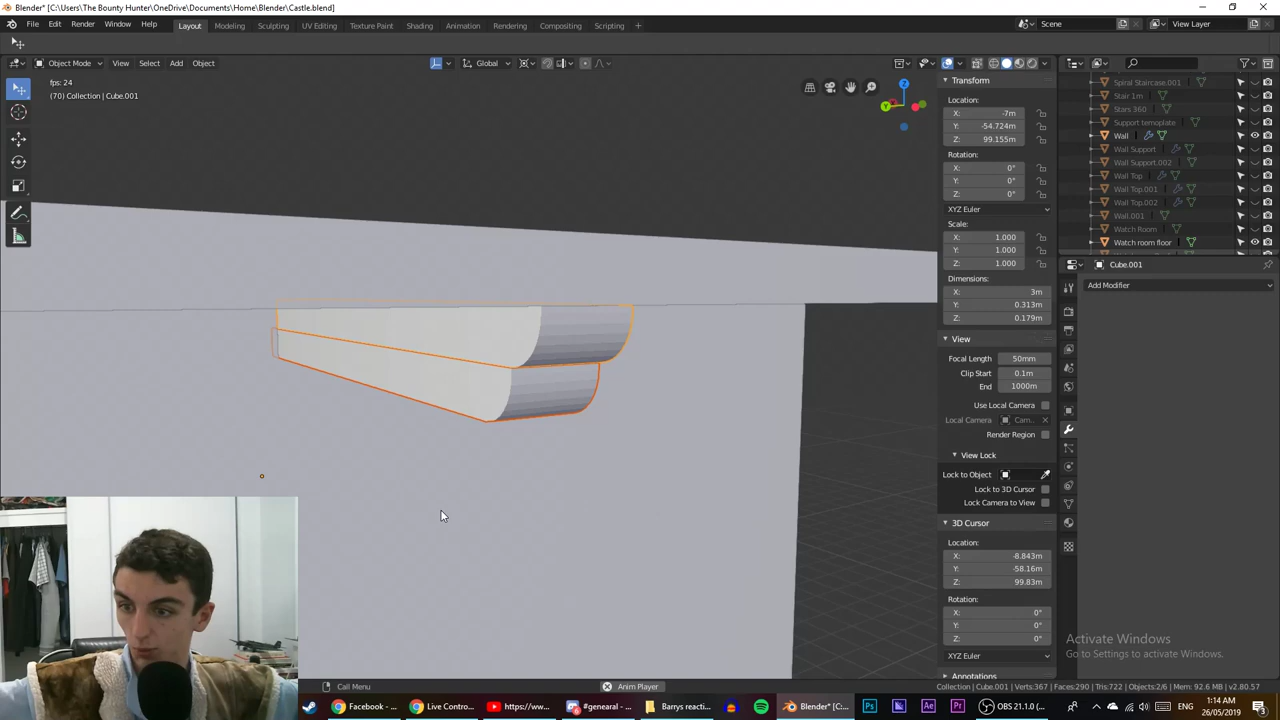 Blender* [C:\Users\The Bounty Hunter\OneDrive\Documents\Home\Blender\Castle.blend]
File Edit Render Window Help Layout Modeling Sculpting UV Editing Texture Paint Shading Animation Rendering Compositing Scripting + Scene View Layer
Object Mode View Select Add Object Global
fps: 24
(70) Collection | Cube.001
Z
Y
Transform
Location:
X: -7m
Y: -54.724m
Z: 99.155m
Rotation:
X: 0°
Y: 0°
Z: 0°
XYZ Euler
Scale:
X: 1.000
Y: 1.000
Z: 1.000
Dimensions:
X: 3m
Y: 0.313m
Z: 0.179m
View
Focal Length 50mm
Clip Start 0.1m
End 1000m
Use Local Camera
Local Camera Cam..
Render Region
View Lock
Lock to Object
Lock to 3D Cursor
Lock Camera to View
3D Cursor
Location:
X: -8.843m
Y: -58.16m
Z: 99.83m
Rotation:
X: 0°
Y: 0°
Z: 0°
XYZ Euler
Annotations
Spiral Staircase.001
Stair 1m
Stars 360
Support temoplate
Wall
Wall Support
Wall Support.002
Wall Top
Wall Top.001
Wall Top.002
Wall.001
Watch Room
Watch room floor
Cube.001
Add Modifier
Activate Windows
Go to Settings to activate Windows.
Call Menu Anim Player Collection | Cube.001 | Verts:367 | Faces:290 | Tris:722 | Objects:2/6 | Mem: 92.6 MB | v2.80.57
Facebook - ... Live Contro... https://ww... #genearal - ... Barrys reacti... Blender* [C:... Ps Ae Pr OBS 21.1.0 (... 1:14 AM
26/05/2019